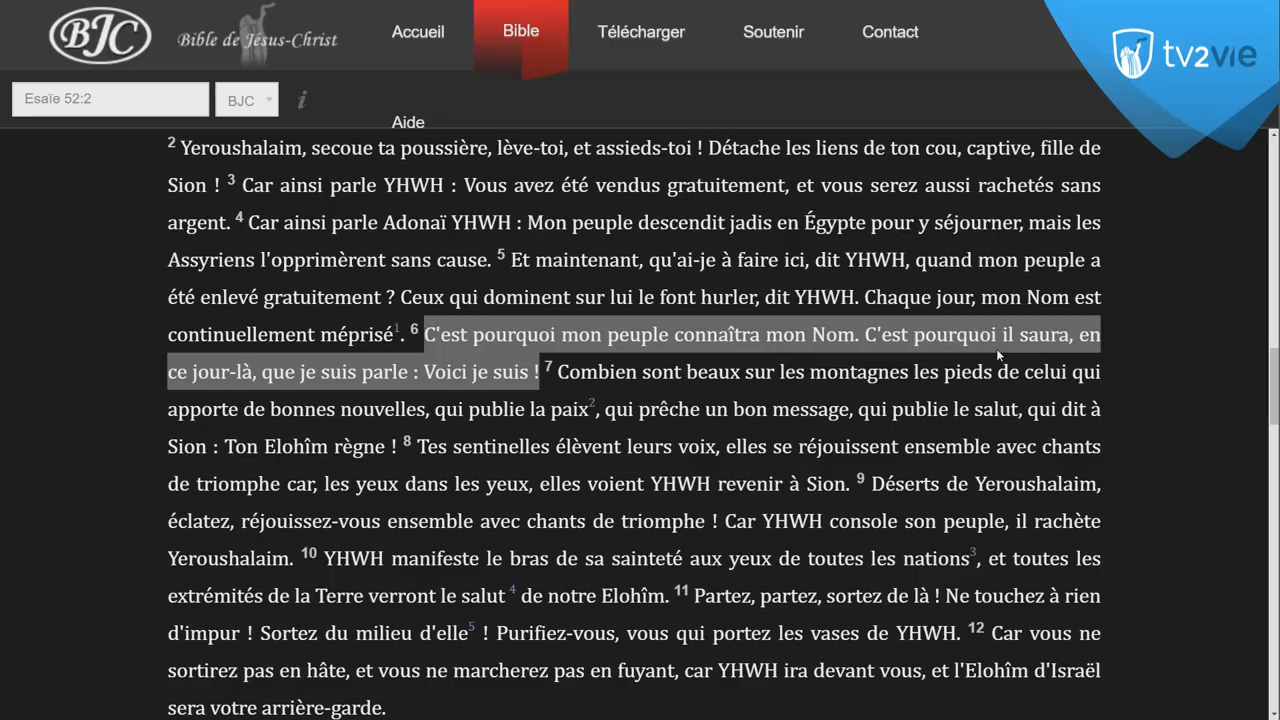 BJC Bible de Jésus-Christ Accueil Bible Télécharger Soutenir Contact tv2vie
Esaïe 52:2 BJC i
Aide
2 Yeroushalaim, secoue ta poussière, lève-toi, et assieds-toi ! Détache les liens de ton cou, captive, fille de
Sion ! 3 Car ainsi parle YHWH : Vous avez été vendus gratuitement, et vous serez aussi rachetés sans
argent. 4 Car ainsi parle Adonaï YHWH : Mon peuple descendit jadis en Égypte pour y séjourner, mais les
Assyriens l'opprimèrent sans cause. 5 Et maintenant, qu'ai-je à faire ici, dit YHWH, quand mon peuple a
été enlevé gratuitement ? Ceux qui dominent sur lui le font hurler, dit YHWH. Chaque jour, mon Nom est
continuellement méprisé1. 6 C'est pourquoi mon peuple connaîtra mon Nom. C'est pourquoi il saura, en
ce jour-là, que je suis parle : Voici je suis ! 7 Combien sont beaux sur les montagnes les pieds de celui qui
apporte de bonnes nouvelles, qui publie la paix2, qui prêche un bon message, qui publie le salut, qui dit à
Sion : Ton Elohîm règne ! 8 Tes sentinelles élèvent leurs voix, elles se réjouissent ensemble avec chants
de triomphe car, les yeux dans les yeux, elles voient YHWH revenir à Sion. 9 Déserts de Yeroushalaim,
éclatez, réjouissez-vous ensemble avec chants de triomphe ! Car YHWH console son peuple, il rachète
Yeroushalaim. 10 YHWH manifeste le bras de sa sainteté aux yeux de toutes les nations3, et toutes les
extrémités de la Terre verront le salut 4 de notre Elohîm. 11 Partez, partez, sortez de là ! Ne touchez à rien
d'impur ! Sortez du milieu d'elle5 ! Purifiez-vous, vous qui portez les vases de YHWH. 12 Car vous ne
sortirez pas en hâte, et vous ne marcherez pas en fuyant, car YHWH ira devant vous, et l'Elohîm d'Israël
sera votre arrière-garde.